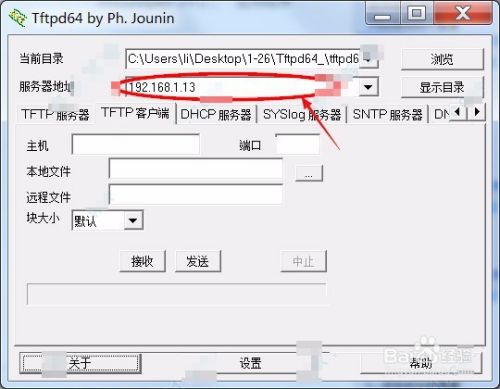 Tftpd64 by Ph. Jounin
当前目录 C:\Users\li\Desktop\1-26\Tftpd64_\tftpd6 浏览
服务器地址 192.168.1.13 显示目录
TFTP 服务器 TFTP 客户端 DHCP 服务器 SYSlog 服务器 SNTP 服务器 DN
主机 端口
本地文件 ...
远程文件
块大小 默认
接收 发送 中止
关于 设置 帮助
Baidu 经验